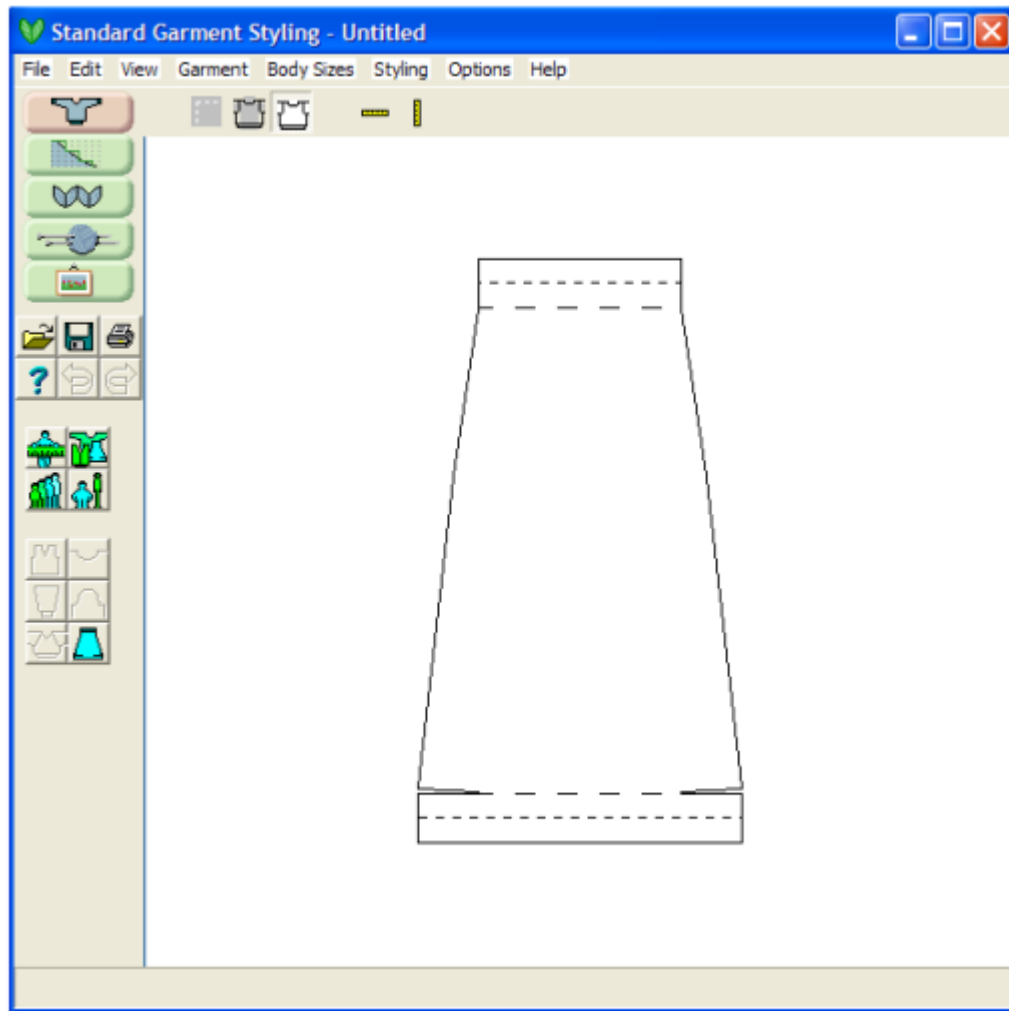 Standard Garment Styling - Untitled
File Edit View Garment Body Sizes Styling Options Help
?